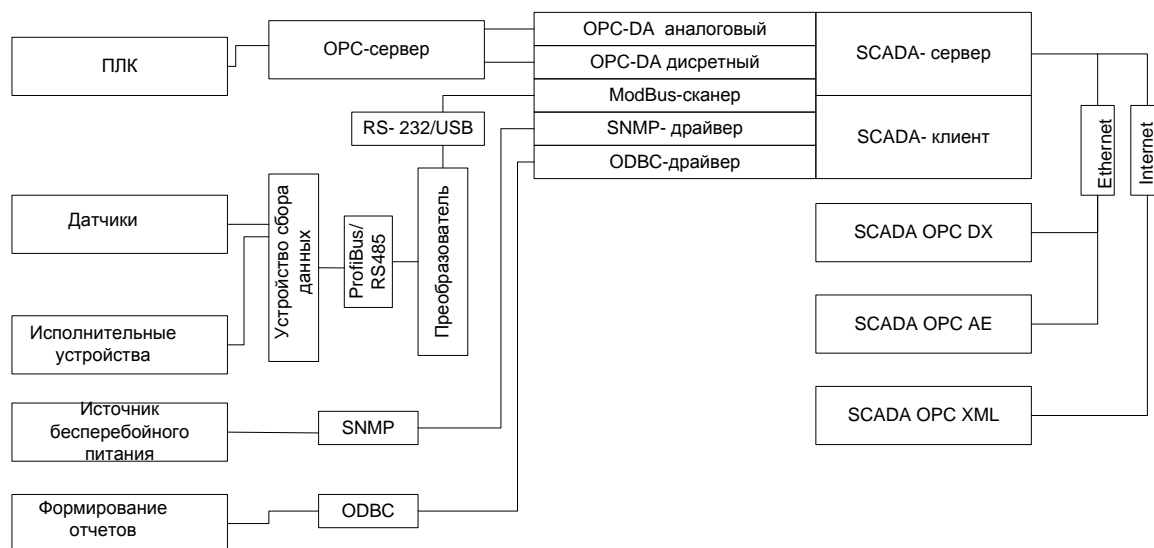 ПЛК
OPC-сервер
OPC-DA аналоговый
OPC-DA дисретный
ModBus-сканер
SNMP- драйвер
ODBC-драйвер
SCADA- сервер
SCADA- клиент
Ethernet
Internet
RS- 232/USB
Датчики
Устройство сбора
данных
ProfiBus/
RS485
Преобразователь
SCADA OPC DX
Исполнительные
устройства
SCADA OPC AE
Источник
бесперебойного
питания
SNMP
SCADA OPC XML
Формирование
отчетов
ODBC